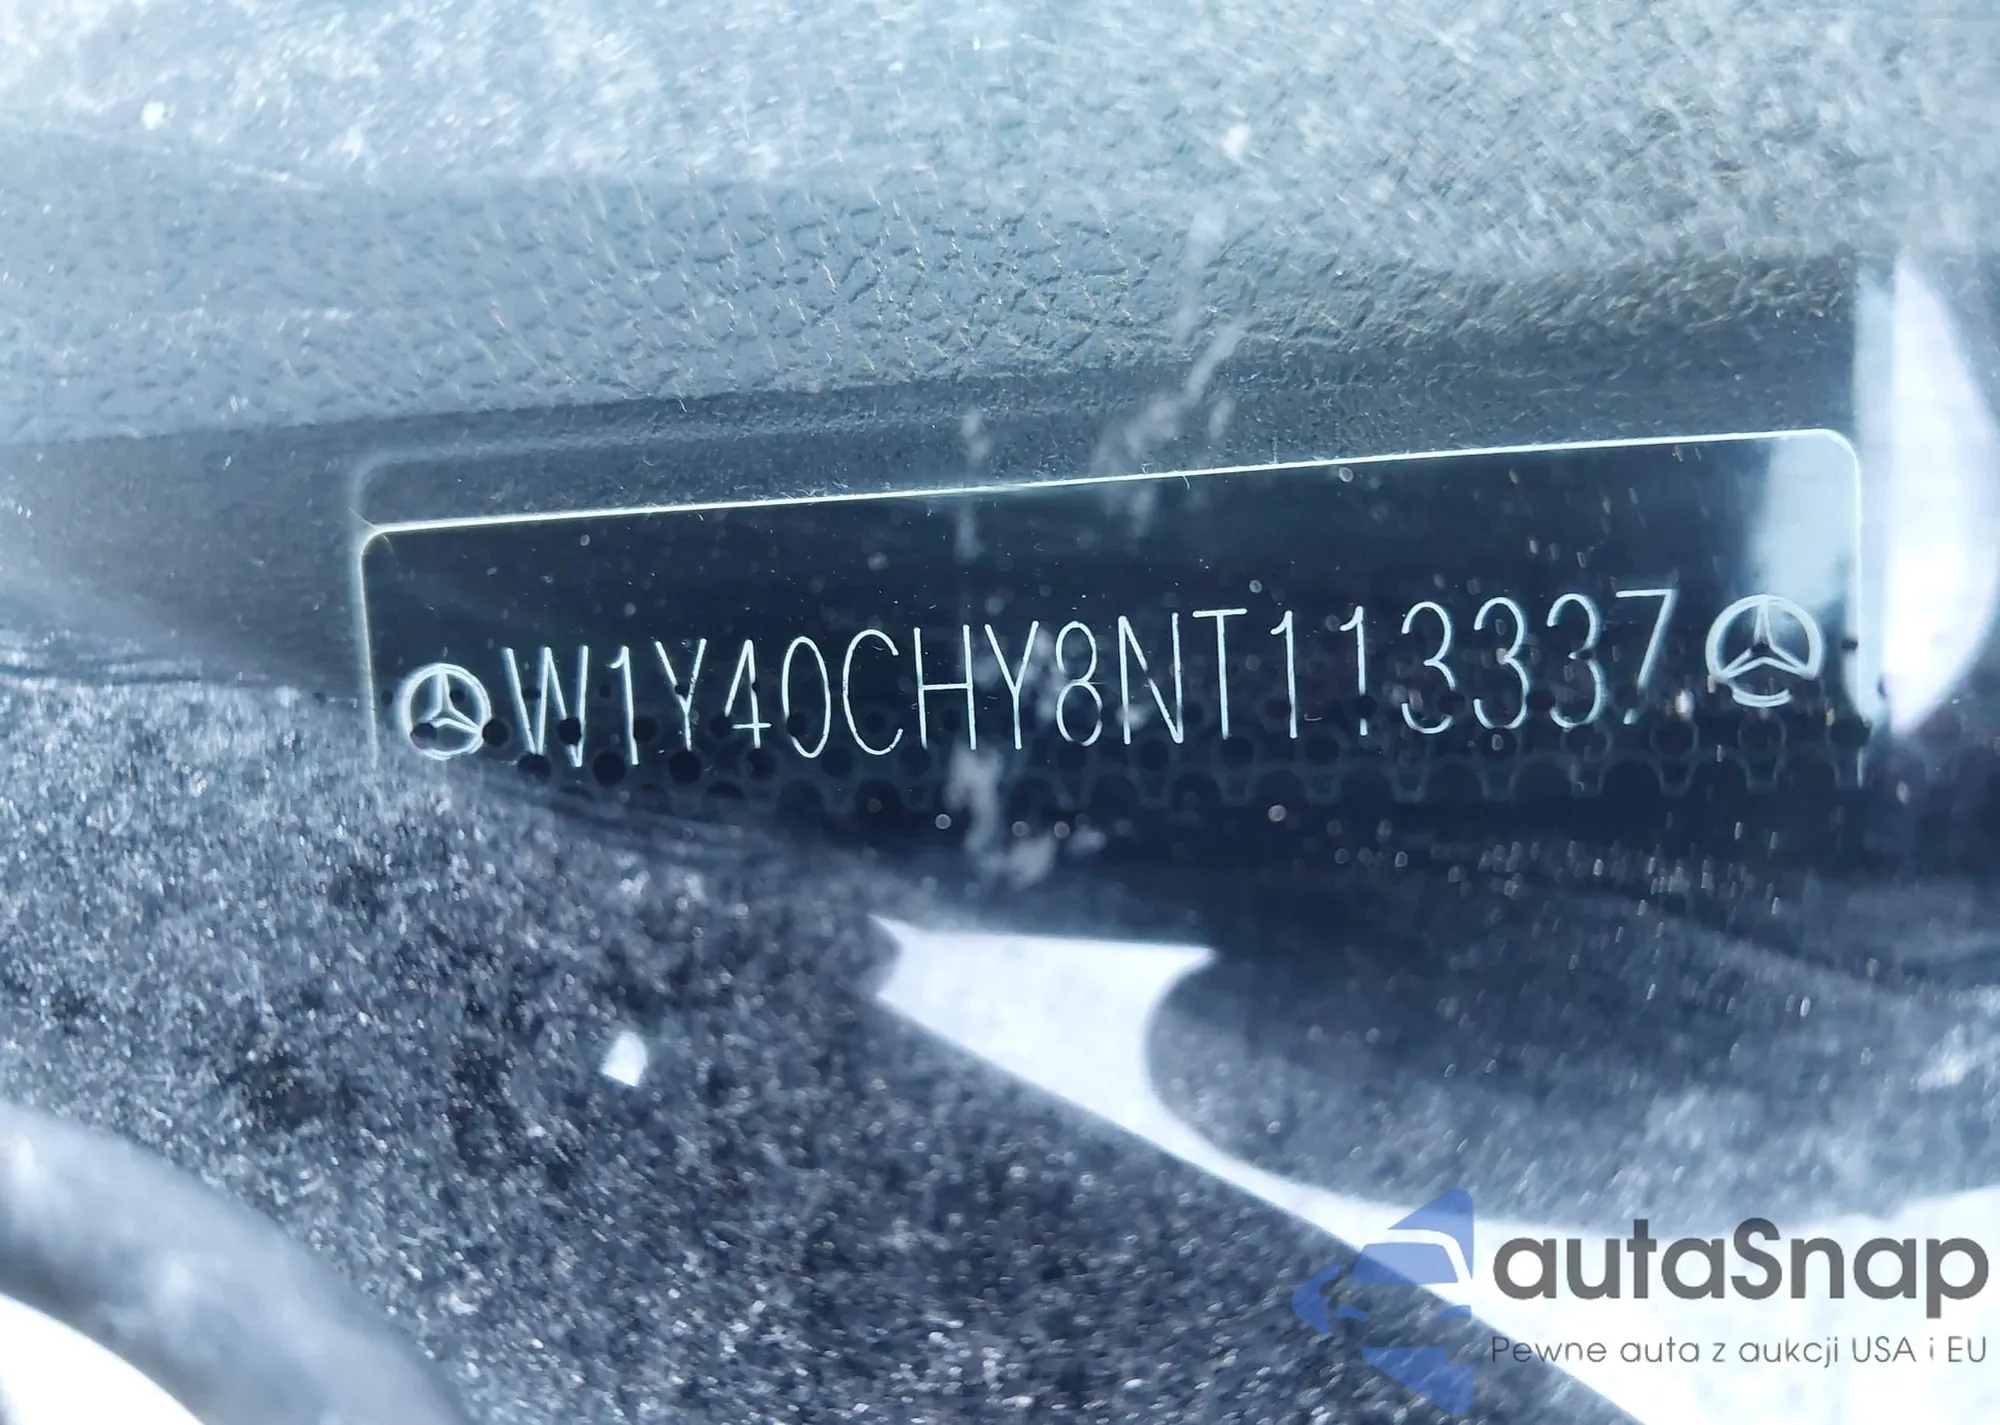 W1Y40CHY8NT113337
autaSnap
Pewne auta z aukcji USA i EU